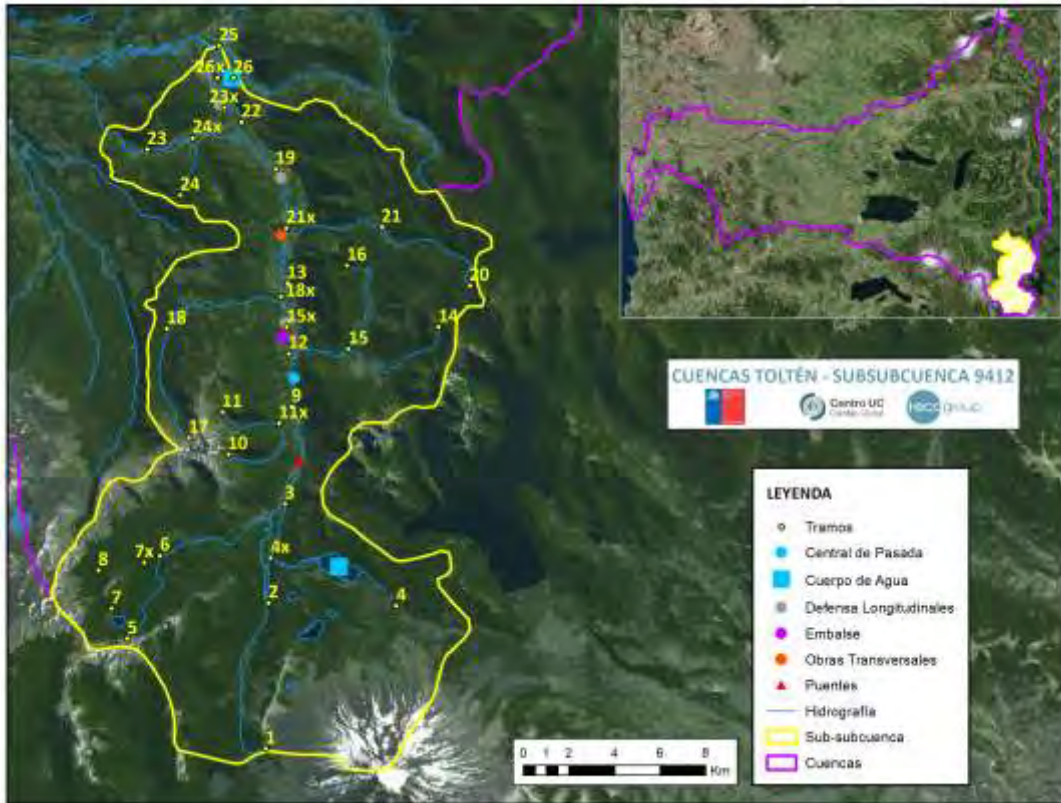 25
26x 26
23x
22
24x
23
19
24
21x
21
16
20
13
18x
18
15x
14
12
15
9
11
11x
17
10
3
6
4x
7x
8
2
4
7
5
1
CUENCAS TOLTÉN - SUBSUBCUENCA 9412
Centro UC
Cambio Global
LEYENDA
Tramos
Central de Pasada
Cuerpo de Agua
Defensa Longitudinales
Embalse
Obras Transversales
Puentes
Hidrografía
Sub-subcuenca
Cuencas
0 1 2 4 6 8
Km